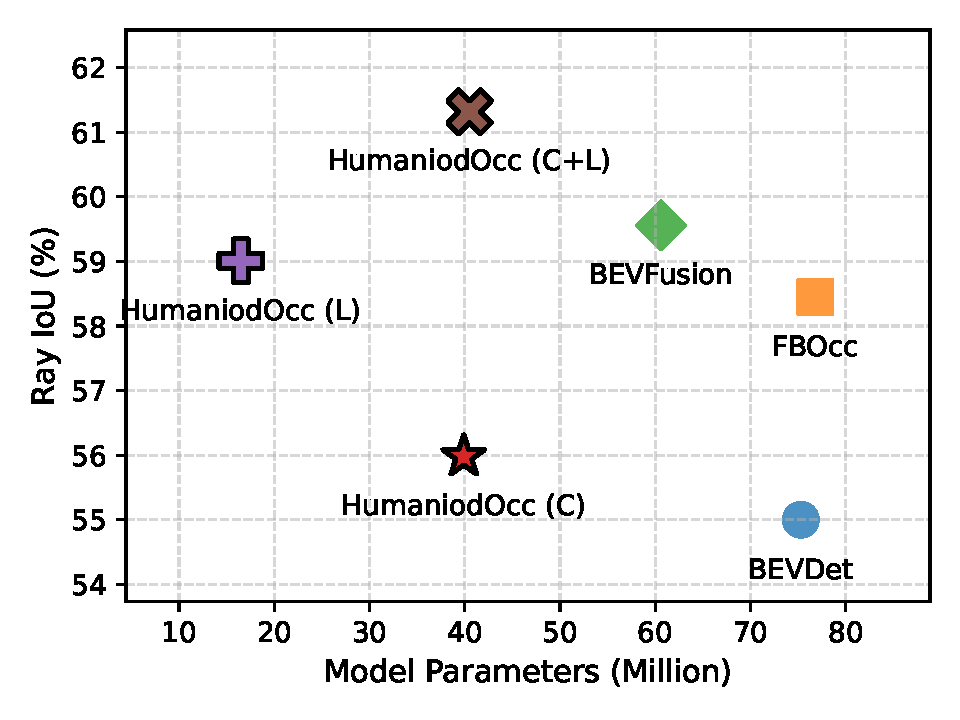 62
61
60
59
58
57
56
55
54
Ray IoU (%)
HumaniodOcc (C+L)
HumaniodOcc (L)
BEVFusion
FBOcc
HumaniodOcc (C)
BEVDet
10 20 30 40 50 60 70 80
Model Parameters (Million)